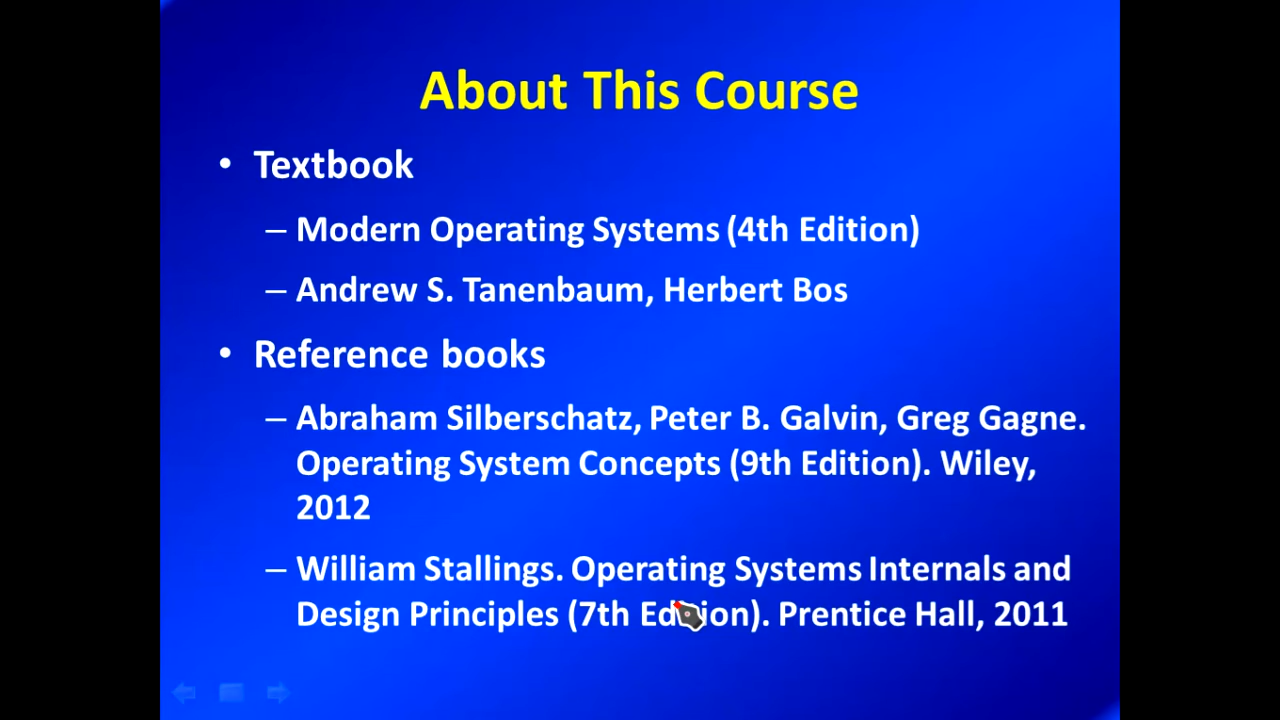 About This Course
• Textbook
– Modern Operating Systems (4th Edition)
– Andrew S. Tanenbaum, Herbert Bos
• Reference books
– Abraham Silberschatz, Peter B. Galvin, Greg Gagne.
Operating System Concepts (9th Edition). Wiley,
2012
– William Stallings. Operating Systems Internals and
Design Principles (7th Edition). Prentice Hall, 2011